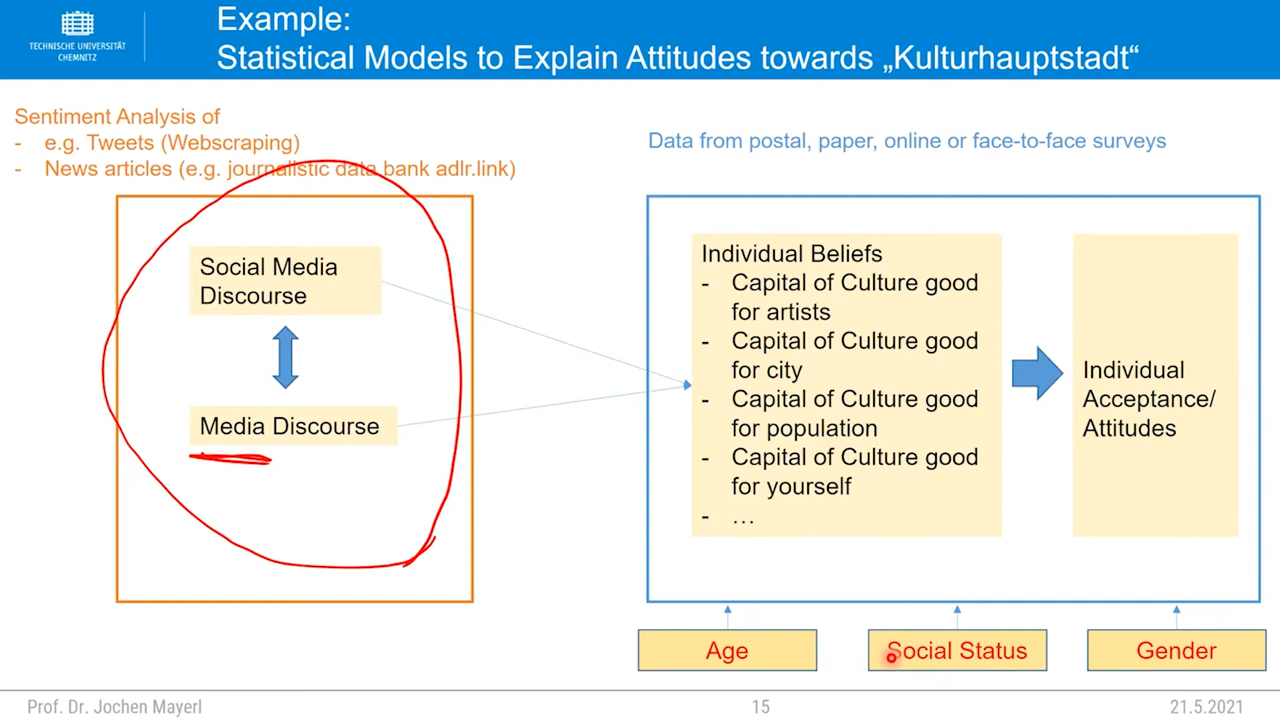 TECHNISCHE UNIVERSITÄT
CHEMNITZ
Example:
Statistical Models to Explain Attitudes towards „Kulturhauptstadt“
Sentiment Analysis of
- e.g. Tweets (Webscraping)
- News articles (e.g. journalistic data bank adlr.link)
Social Media
Discourse
Media Discourse
Data from postal, paper, online or face-to-face surveys
Individual Beliefs
- Capital of Culture good
for artists
- Capital of Culture good
for city
- Capital of Culture good
for population
- Capital of Culture good
for yourself
- …
Individual
Acceptance/
Attitudes
Age
Social Status
Gender
Prof. Dr. Jochen Mayerl
15
21.5.2021